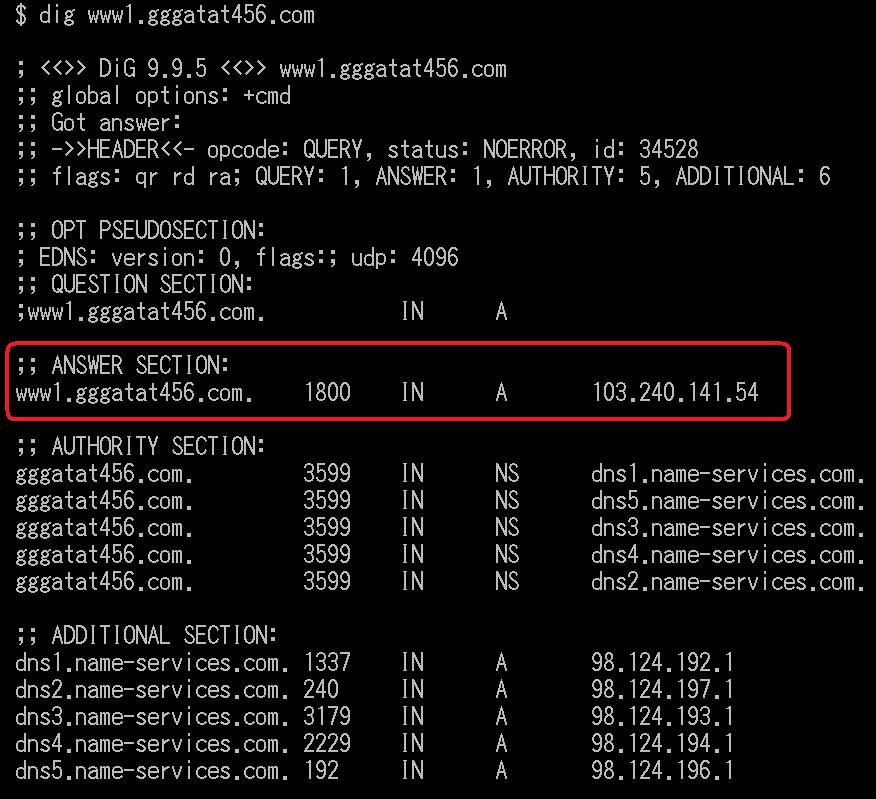 $ dig www1.gggatat456.com
; <<>> DiG 9.9.5 <<>> www1.gggatat456.com
;; global options: +cmd
;; Got answer:
;; ->>HEADER<<- opcode: QUERY, status: NOERROR, id: 34528
;; flags: qr rd ra; QUERY: 1, ANSWER: 1, AUTHORITY: 5, ADDITIONAL: 6
;; OPT PSEUDOSECTION:
; EDNS: version: 0, flags:; udp: 4096
;; QUESTION SECTION:
;www1.gggatat456.com. IN A
;; ANSWER SECTION:
www1.gggatat456.com. 1800 IN A 103.240.141.54
;; AUTHORITY SECTION:
gggatat456.com. 3599 IN NS dns1.name-services.com.
gggatat456.com. 3599 IN NS dns5.name-services.com.
gggatat456.com. 3599 IN NS dns3.name-services.com.
gggatat456.com. 3599 IN NS dns4.name-services.com.
gggatat456.com. 3599 IN NS dns2.name-services.com.
;; ADDITIONAL SECTION:
dns1.name-services.com. 1337 IN A 98.124.192.1
dns2.name-services.com. 240 IN A 98.124.197.1
dns3.name-services.com. 3179 IN A 98.124.193.1
dns4.name-services.com. 2229 IN A 98.124.194.1
dns5.name-services.com. 192 IN A 98.124.196.1